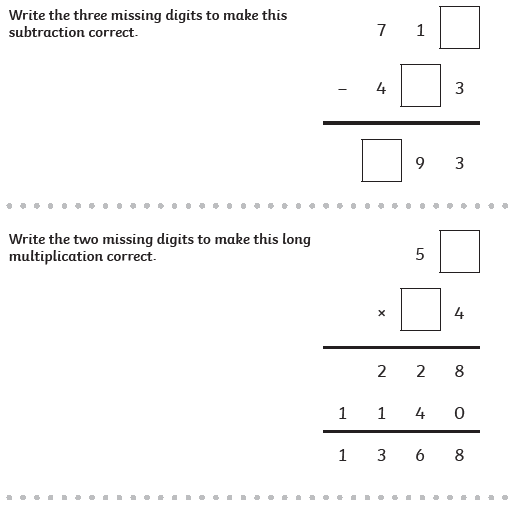 Write the three missing digits to make this
subtraction correct.
7 1
– 4 3
9 3
Write the two missing digits to make this long
multiplication correct.
5
× 4
2 2 8
1 1 4 0
1 3 6 8